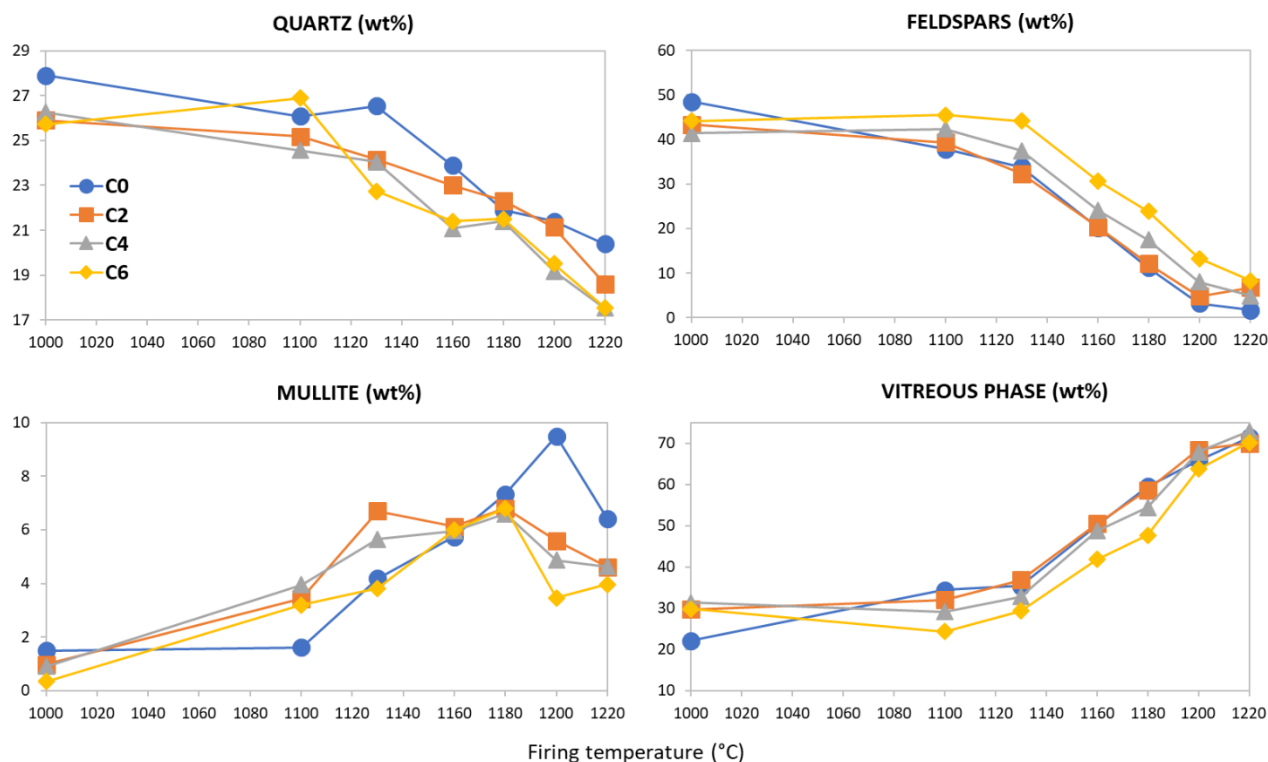 QUARTZ (wt%)
29
27
25
23
21
19
17
C0
C2
C4
C6
1000 1020 1040 1060 1080 1100 1120 1140 1160 1180 1200 1220
FELDSPARS (wt%)
60
50
40
30
20
10
0
1000 1020 1040 1060 1080 1100 1120 1140 1160 1180 1200 1220
MULLITE (wt%)
10
8
6
4
2
0
1000 1020 1040 1060 1080 1100 1120 1140 1160 1180 1200 1220
VITREOUS PHASE (wt%)
70
60
50
40
30
20
10
1000 1020 1040 1060 1080 1100 1120 1140 1160 1180 1200 1220
Firing temperature (°C)